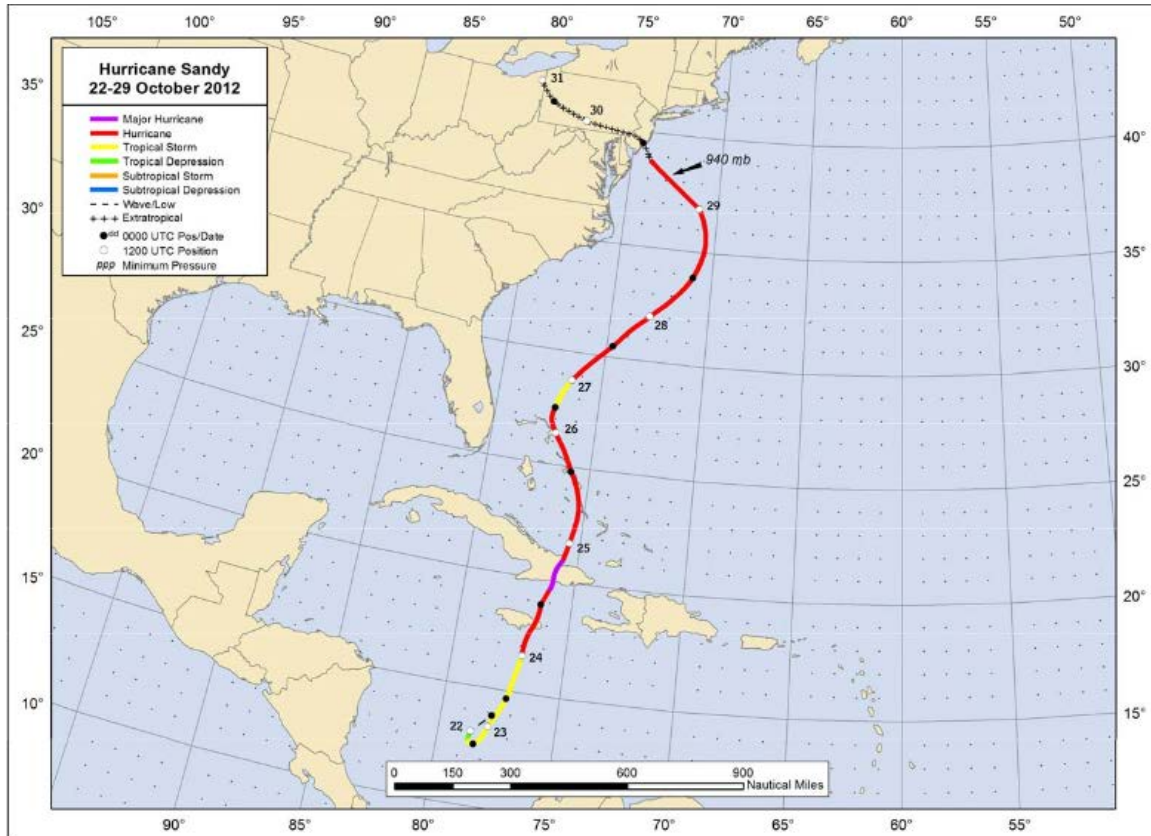 105° 100° 95° 90° 85° 80° 75° 70° 65° 60° 55° 50°
Hurricane Sandy
22-29 October 2012
Major Hurricane
Hurricane
Tropical Storm
Tropical Depression
Subtropical Storm
Subtropical Depression
Wave/Low
Extratropical
dd 0000 UTC Pos/Date
1200 UTC Position
PPP Minimum Pressure
35°
30°
25°
20°
15°
10°
31
30
940 mb
29
28
27
26
25
24
22
23
40°
35°
30°
25°
20°
15°
0 150 300 600 900
Nautical Miles
90° 85° 80° 75° 70° 65° 60° 55°